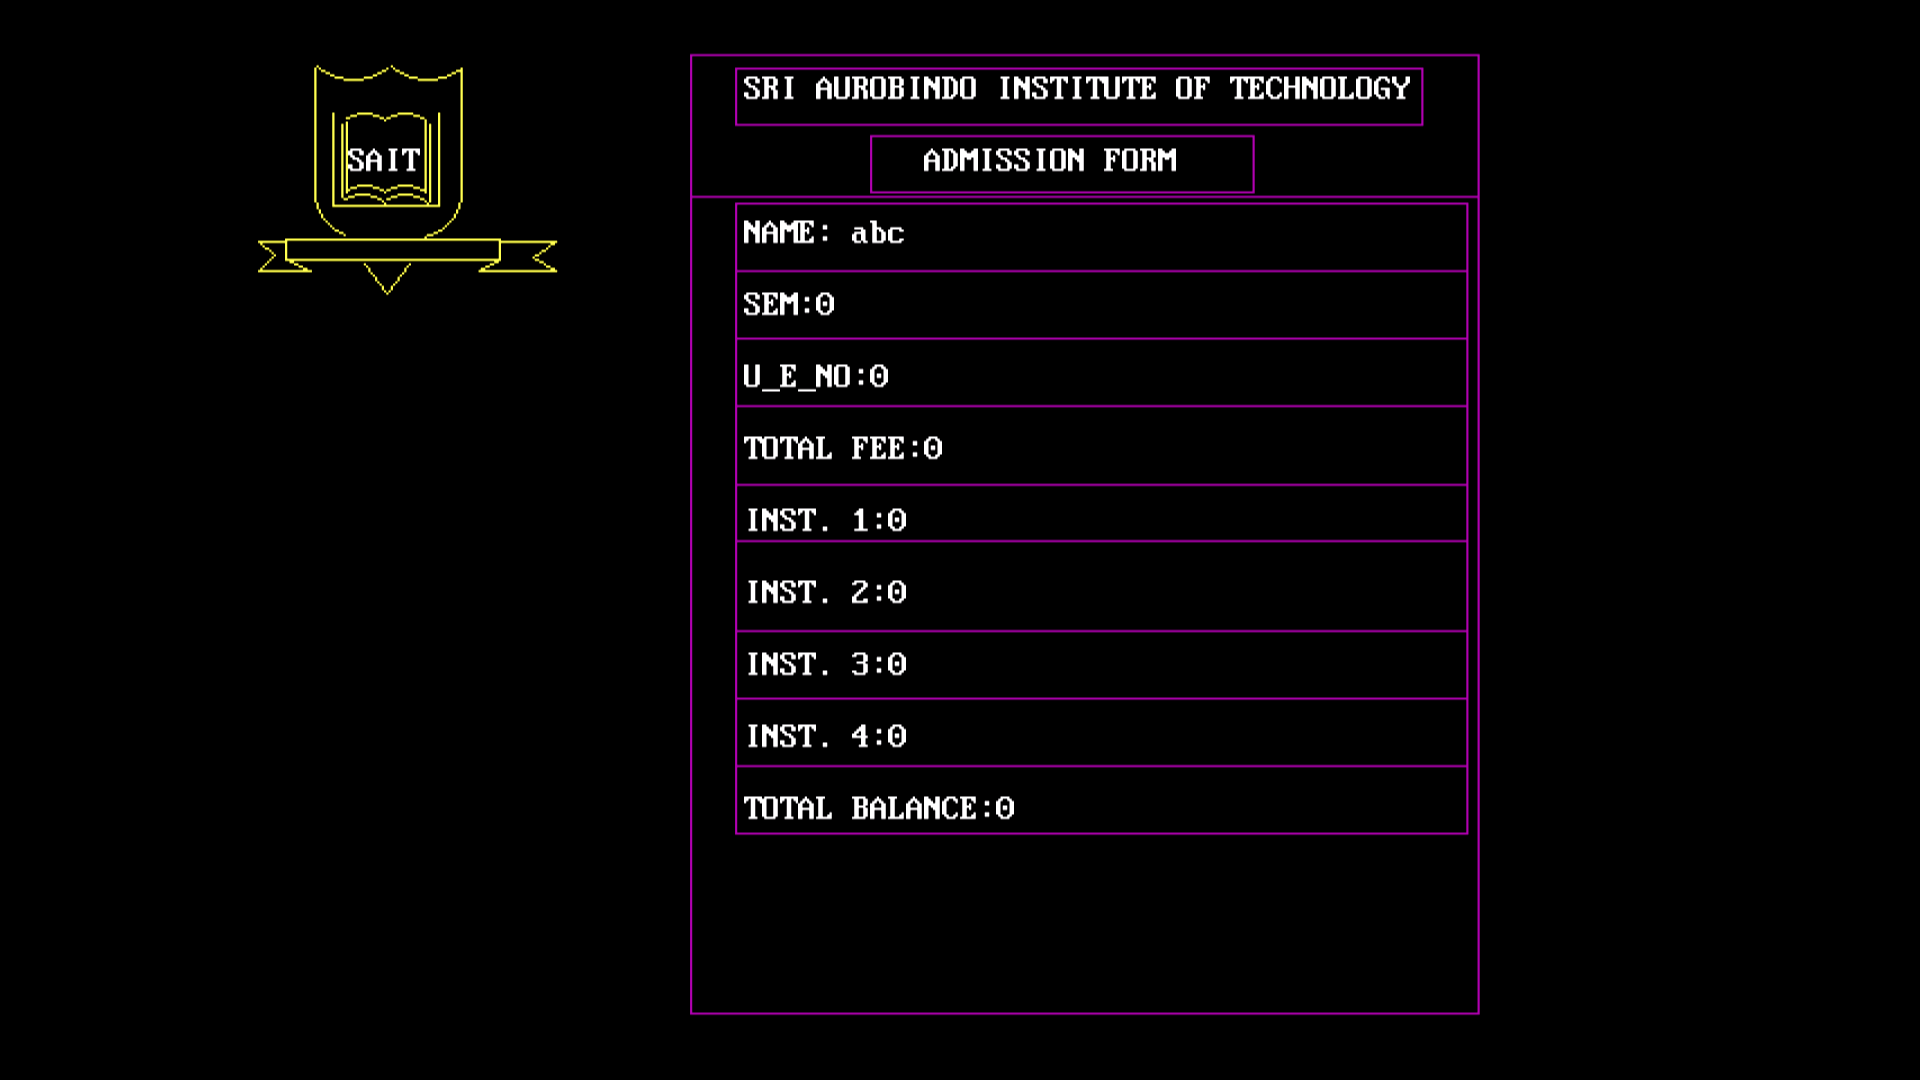 SAIT
SRI AUROBINDO INSTITUTE OF TECHNOLOGY
ADMISSION FORM
NAME: abc
SEM:0
U_E_NO:0
TOTAL FEE:0
INST. 1:0
INST. 2:0
INST. 3:0
INST. 4:0
TOTAL BALANCE:0